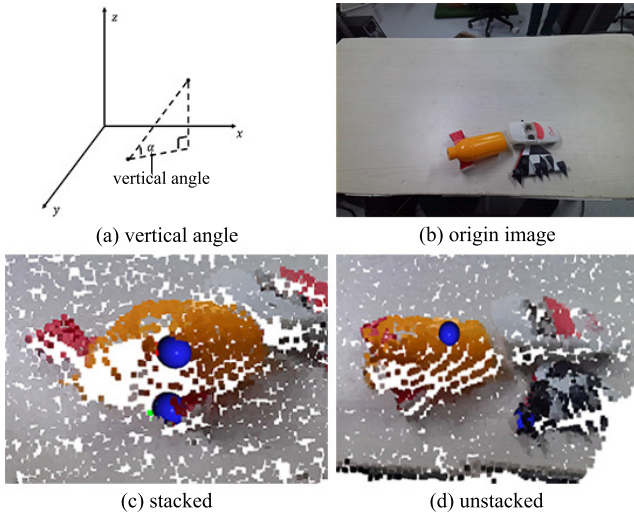 z
α
x
vertical angle
y
(a) vertical angle
(b) origin image
(c) stacked
(d) unstacked